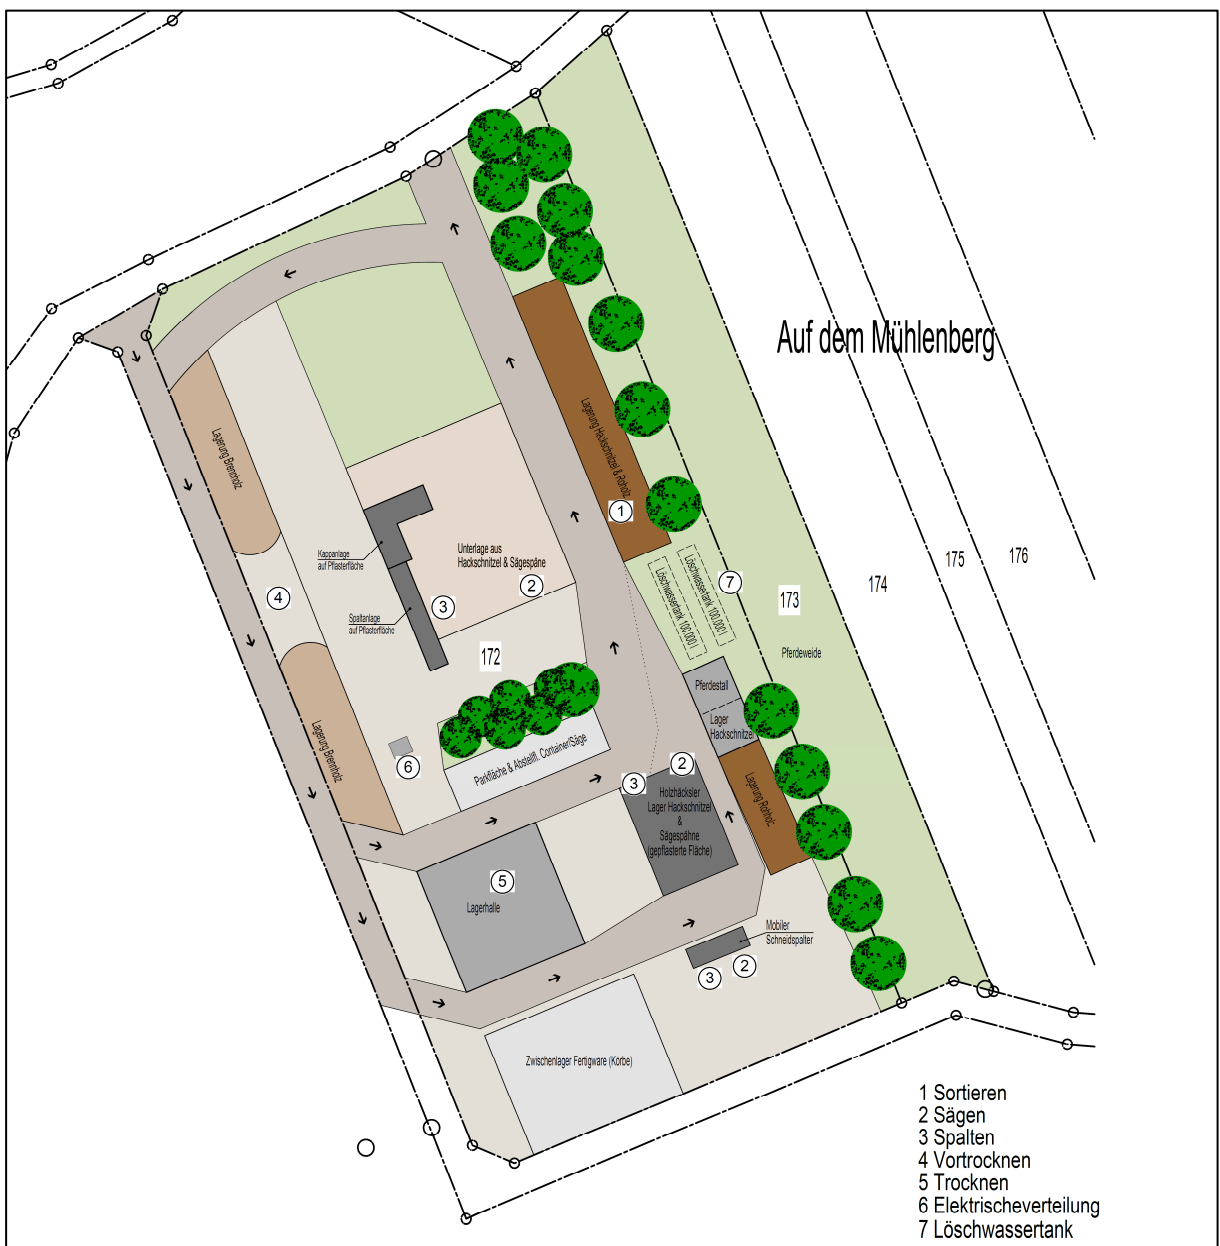 Auf dem Mühlenberg
Lagerung Brennholz
Lagerung Hackschnitzel & Roholz
1
Kappanlage
auf Pflasterfläche
Unterlage aus
Hackschnitzel & Sägespäne
2
3
4
Spaltanlage
auf Pflasterfläche
172
Löschwassertank 100.000 l
Löschwassertank 100.000 l
7
173
174
175
176
Pferdeweide
Pferdestall
Lager
Hackschnitzel
Lagerung Brennholz
6
Parkfläche & Abstellfl. Container/Säge
3
2
Holzhäcksler
Lager Hackschnitzel
&
Sägespähne
(gepflasterte Fläche)
Lagerung Rohholz
5
Lagerhalle
Mobiler
Schneidspalter
3
2
Zwischenlager Fertigware (Körbe)
1 Sortieren
2 Sägen
3 Spalten
4 Vortrocknen
5 Trocknen
6 Elektrischeverteilung
7 Löschwassertank